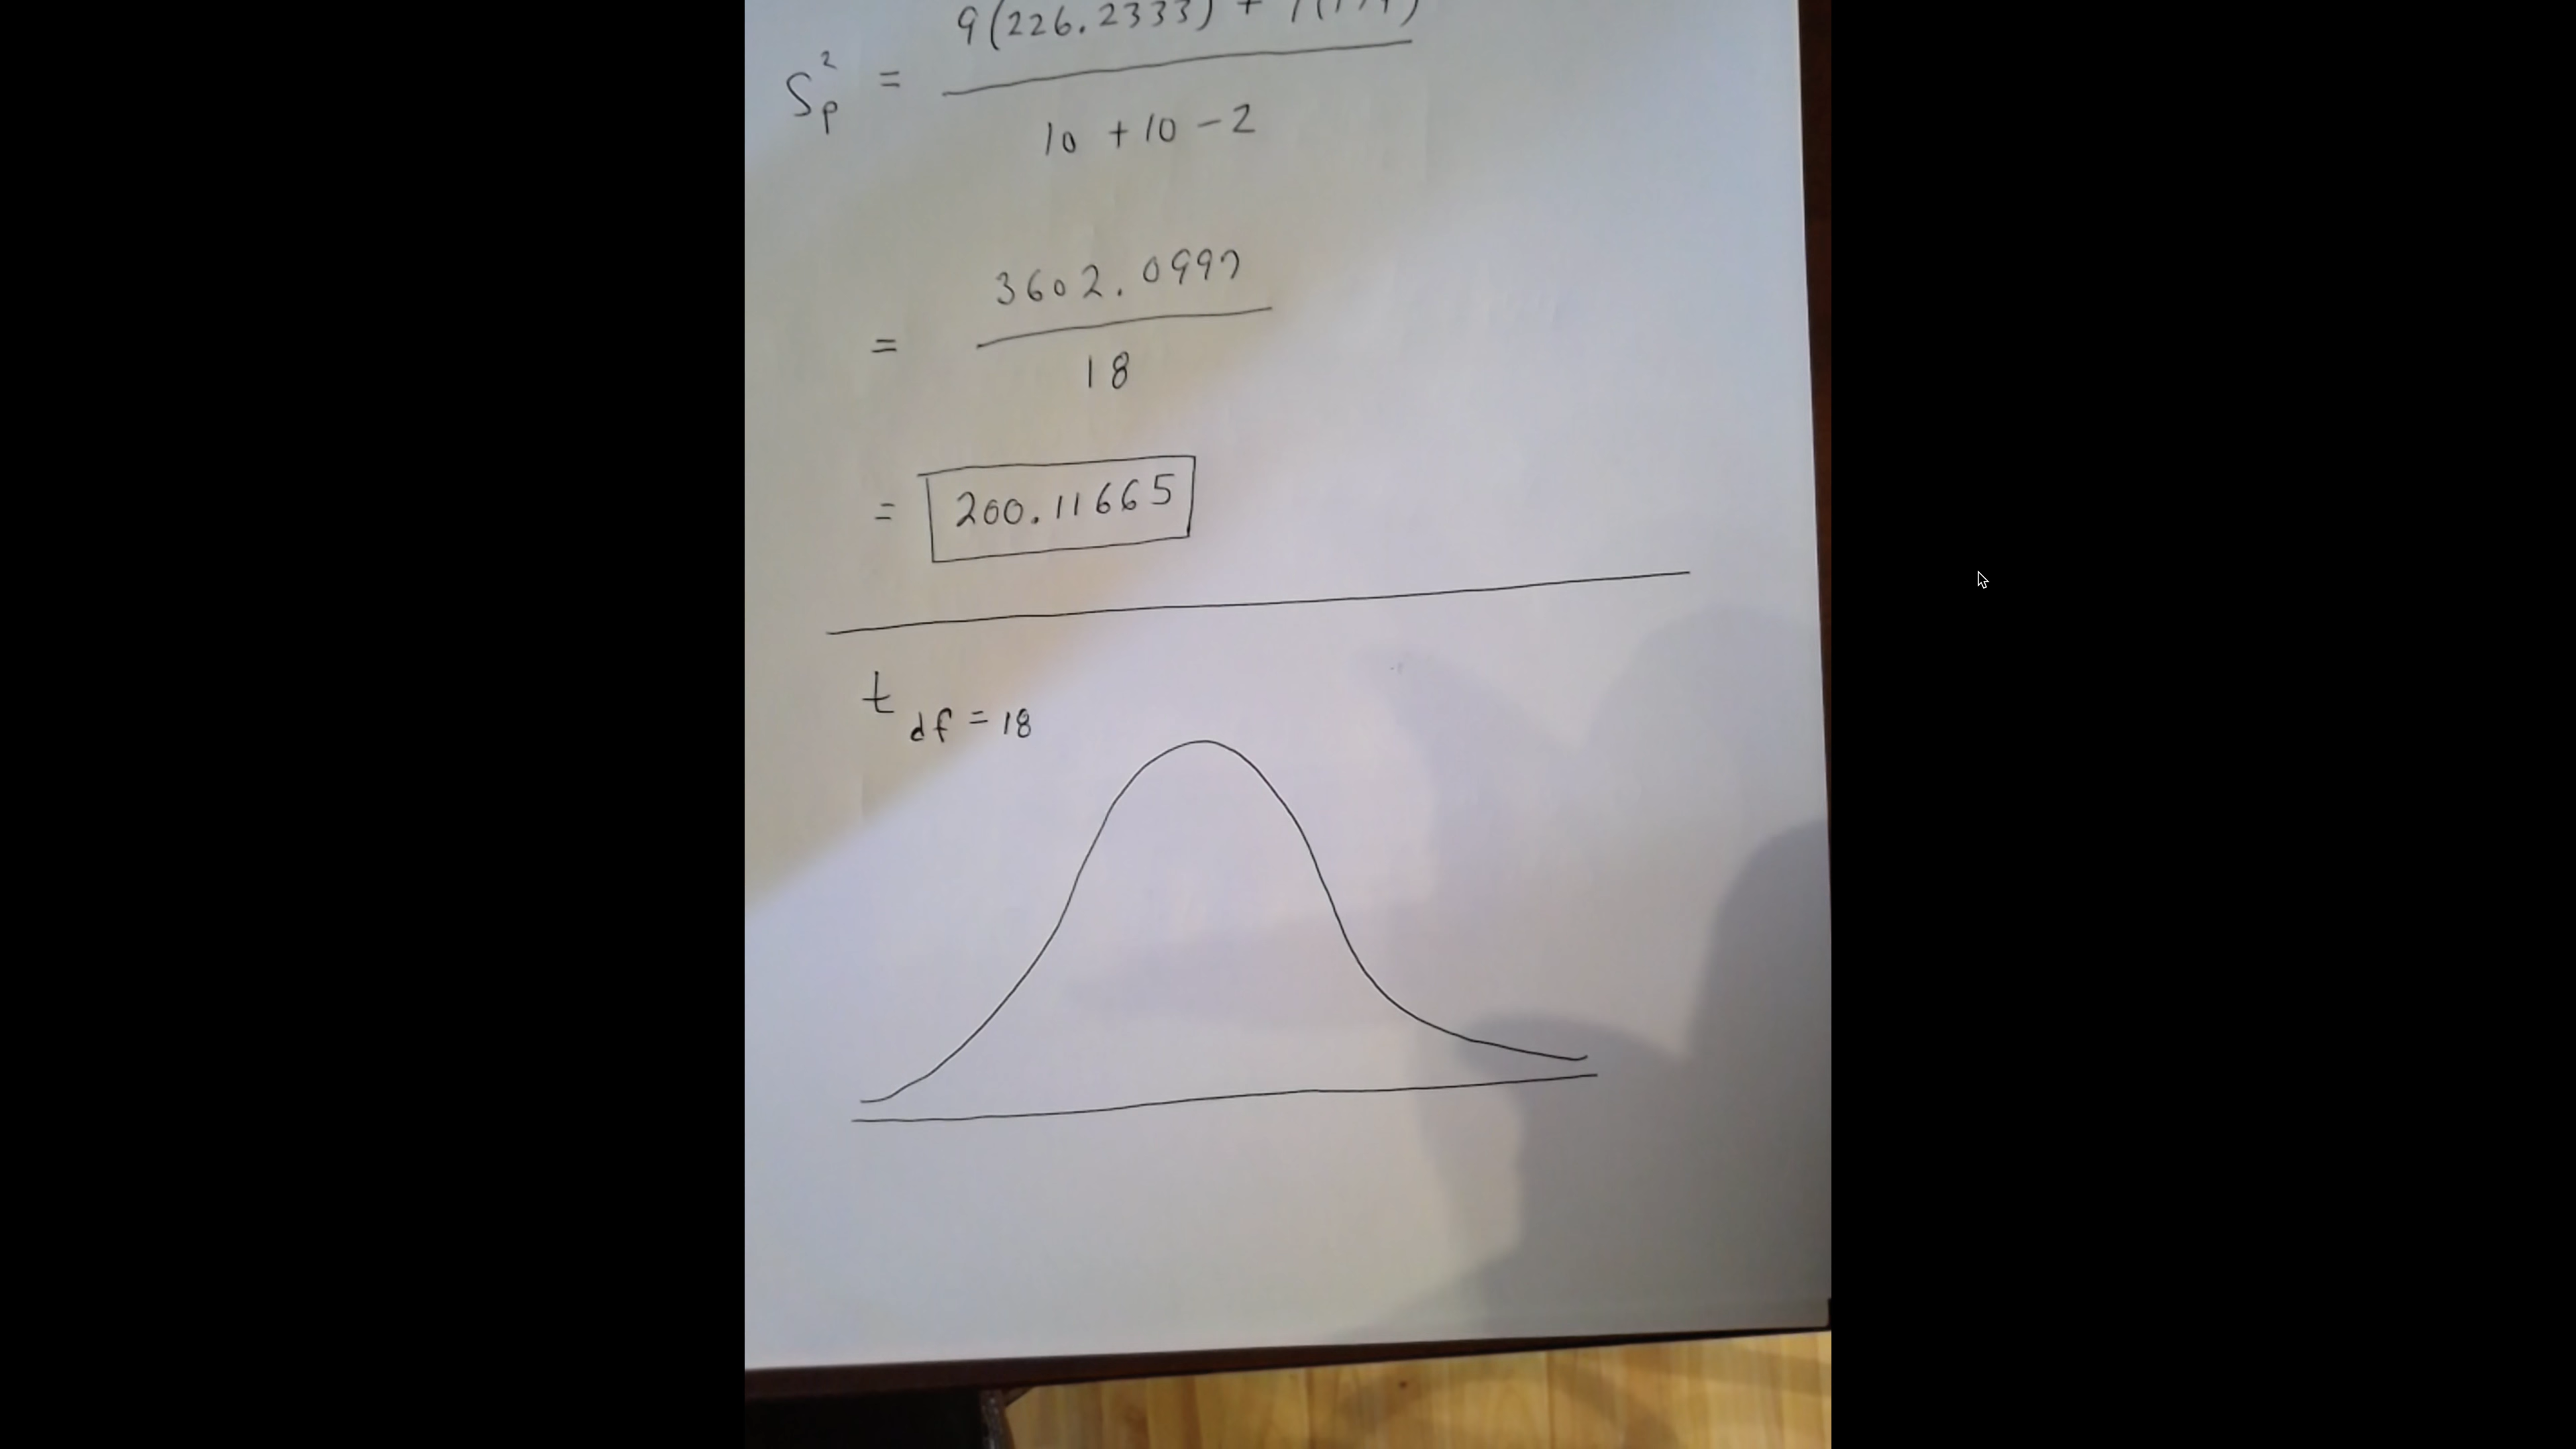 9(226.2333) +
S_p^2 = ———
10 + 10 - 2
3602.0997
=
18
= 200.11665
t df = 18